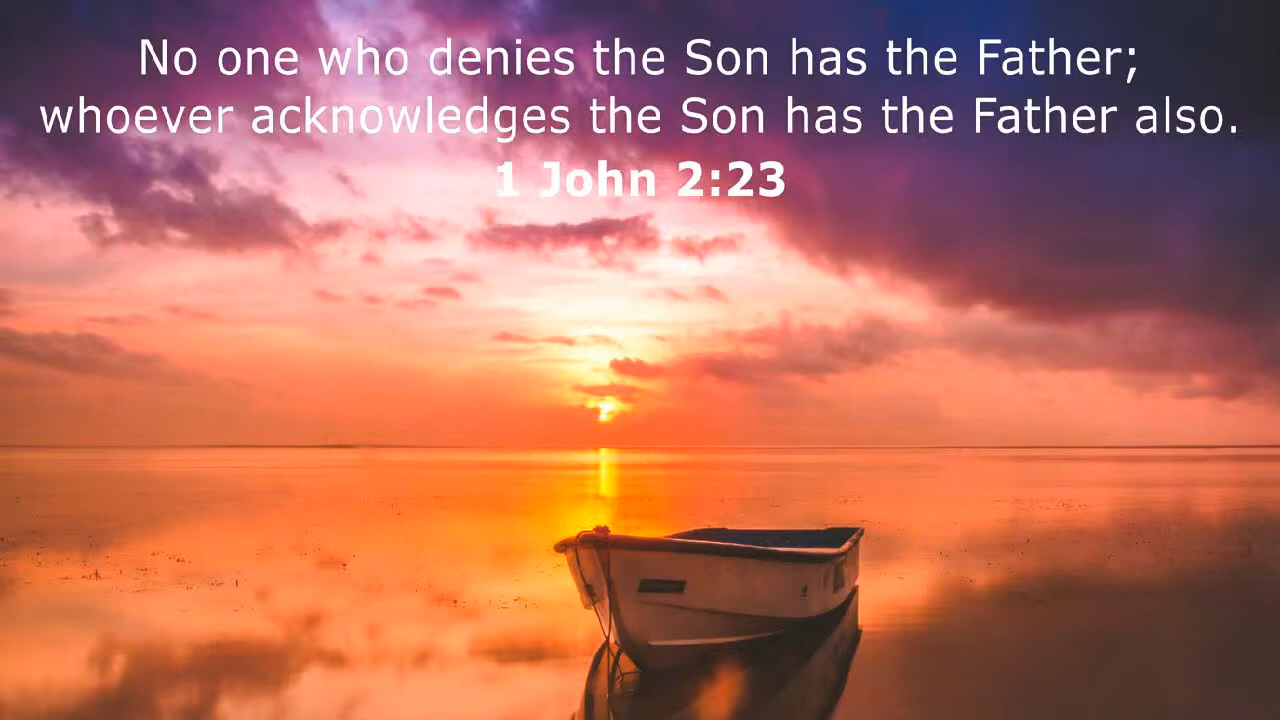 No one who denies the Son has the Father;
whoever acknowledges the Son has the Father also.
1 John 2:23